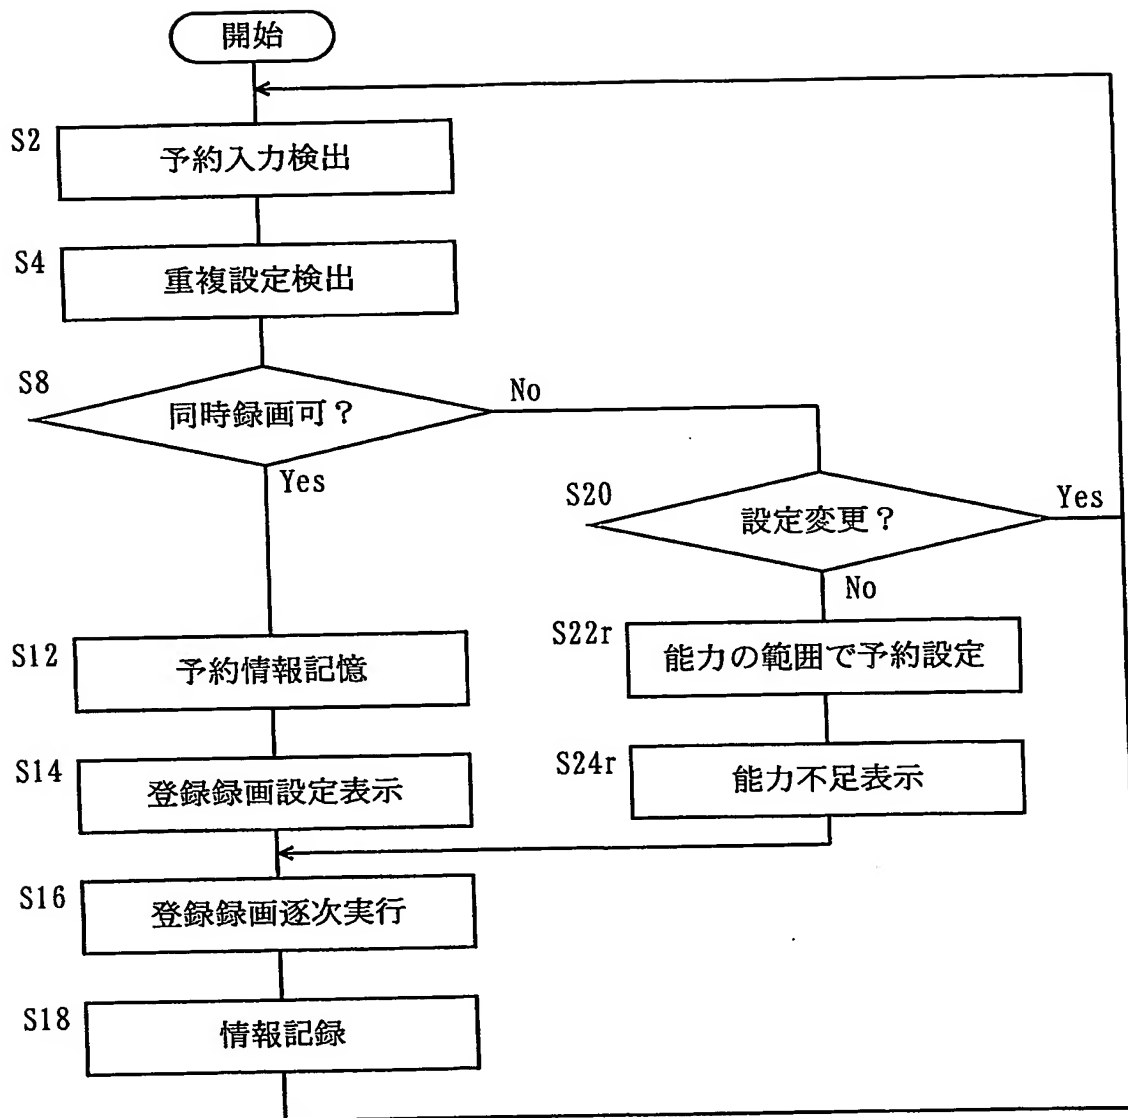 開始
S2
予約入力検出
S4
重複設定検出
S8
同時録画可？
No
Yes
S20
設定変更？
Yes
No
S22r
能力の範囲で予約設定
S24r
能力不足表示
S12
予約情報記憶
S14
登録録画設定表示
S16
登録録画逐次実行
S18
情報記録